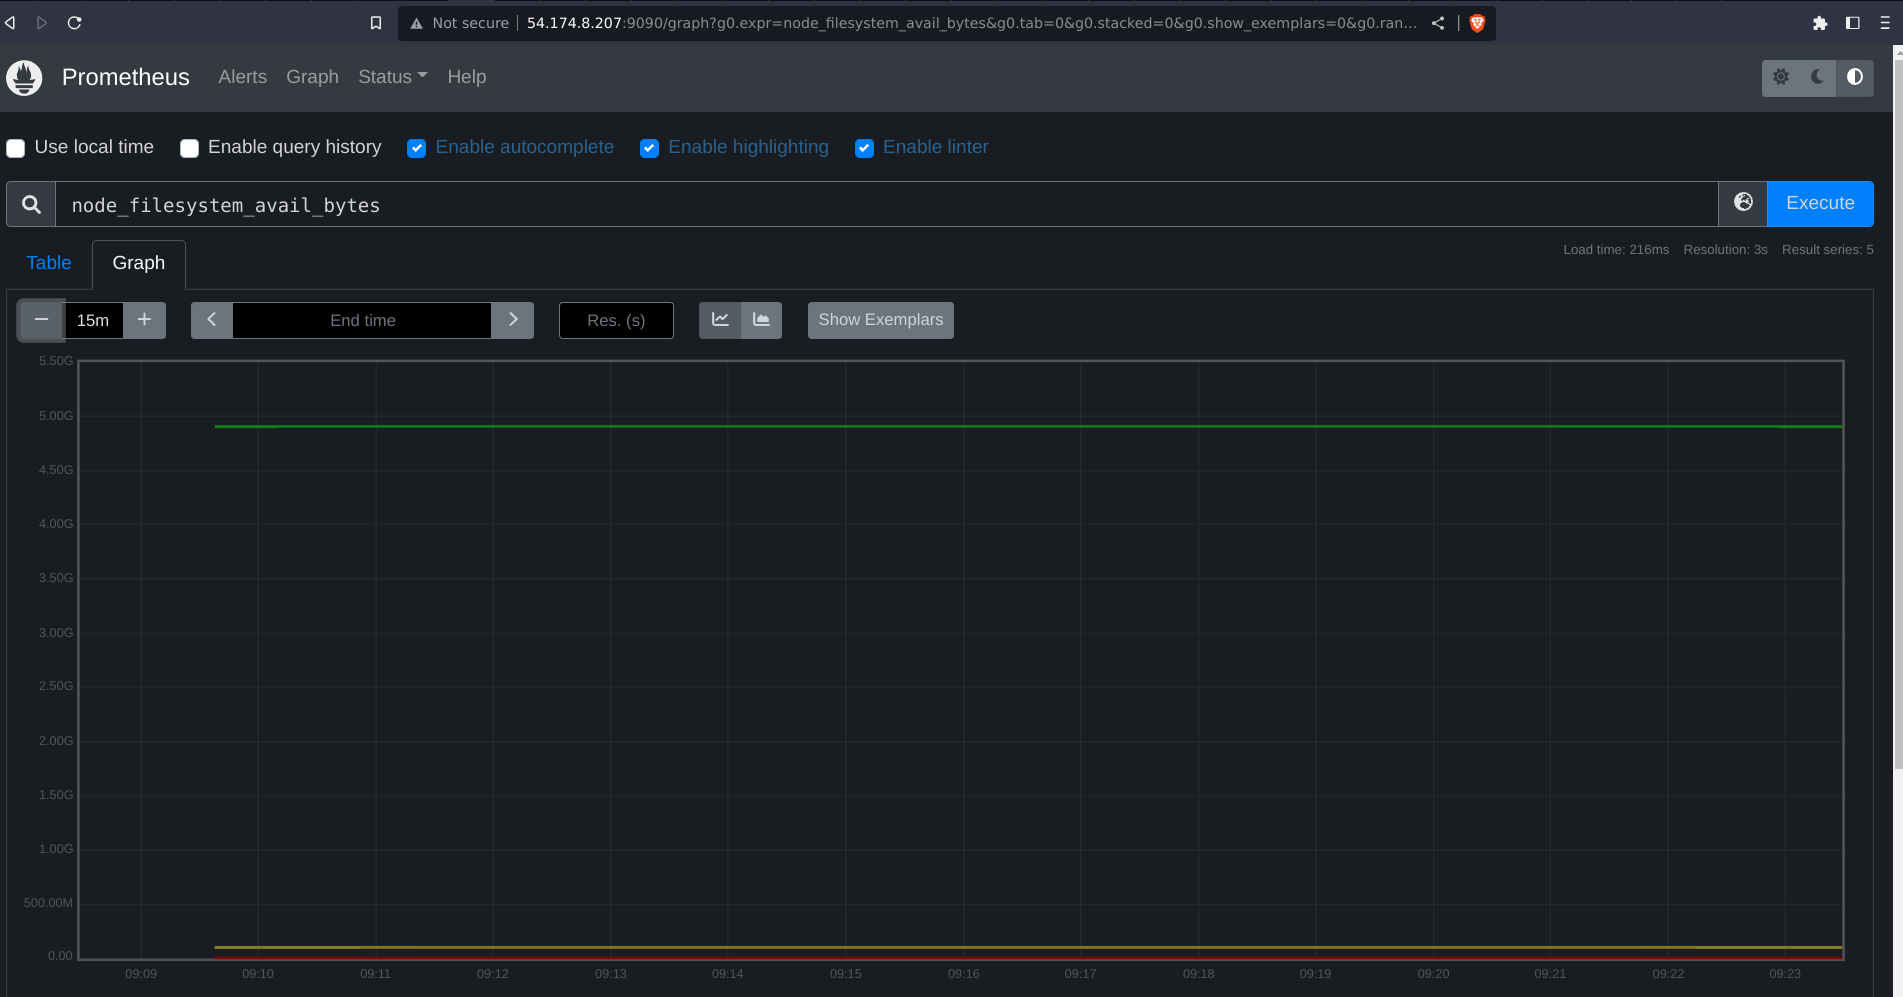 Not secure 54.174.8.207:9090/graph?g0.expr=node_filesystem_avail_bytes&g0.tab=0&g0.stacked=0&g0.show_exemplars=0&g0.ran...
Prometheus Alerts Graph Status Help
Use local time Enable query history Enable autocomplete Enable highlighting Enable linter
node_filesystem_avail_bytes Execute
Load time: 216ms Resolution: 3s Result series: 5
Table Graph
15m End time Res. (s) Show Exemplars
5.50G
5.00G
4.50G
4.00G
3.50G
3.00G
2.50G
2.00G
1.50G
1.00G
500.00M
0.00
09:09 09:10 09:11 09:12 09:13 09:14 09:15 09:16 09:17 09:18 09:19 09:20 09:21 09:22 09:23